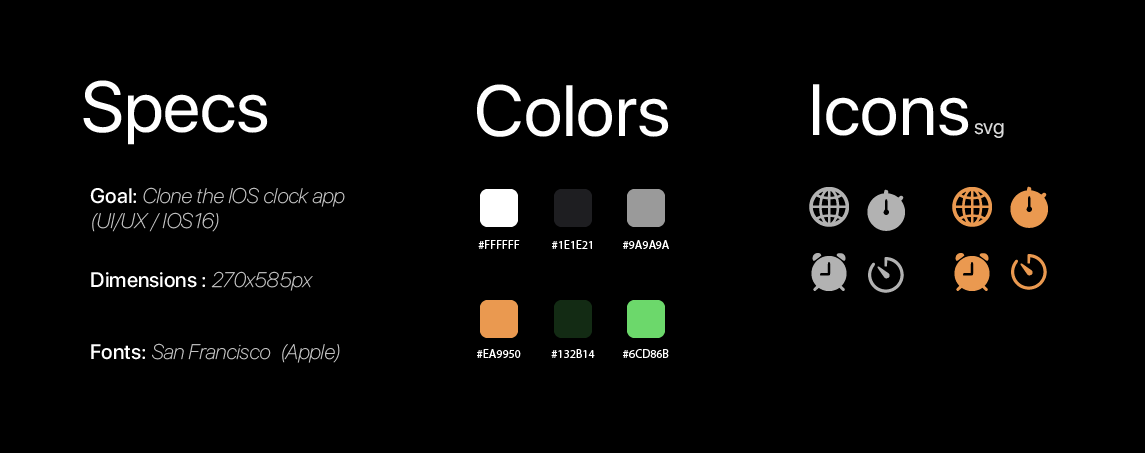 Specs
Goal: Clone the IOS clock app
(UI/UX / IOS16)
Dimensions : 270x585px
Fonts: San Francisco (Apple)
Colors
#FFFFFF #1E1E21 #9A9A9A
#EA9950 #132B14 #6CD86B
Icons svg